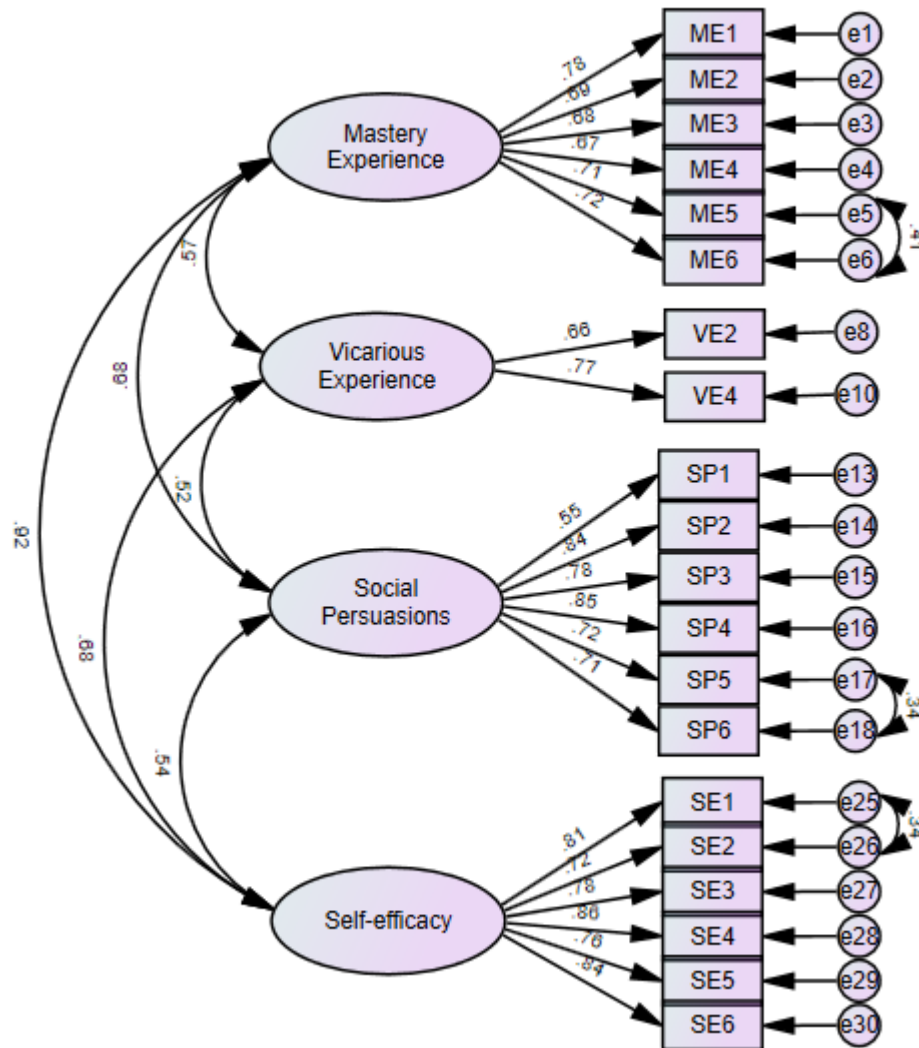 ME1
e1
.78
ME2
e2
.69
Mastery
Experience
.68
ME3
e3
.67
ME4
e4
.71
ME5
e5
.72
ME6
e6
.41
.57
.66
VE2
e8
Vicarious
Experience
.77
VE4
e10
.68
.52
.92
.55
SP1
e13
.84
SP2
e14
.78
SP3
e15
Social
Persuasions
.85
SP4
e16
.72
SP5
e17
.71
SP6
e18
.34
.68
.54
.81
SE1
e25
.72
SE2
e26
.34
.78
SE3
e27
Self-efficacy
.86
SE4
e28
.76
SE5
e29
.84
SE6
e30